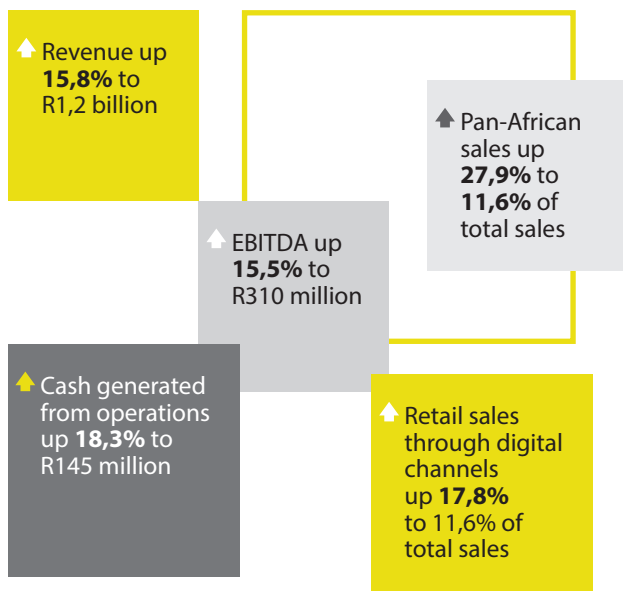 Revenue up
15,8% to
R1,2 billion
Pan-African
sales up
27,9% to
11,6% of
total sales
EBITDA up
15,5% to
R310 million
Cash generated
from operations
up 18,3% to
R145 million
Retail sales
through digital
channels
up 17,8%
to 11,6% of
total sales